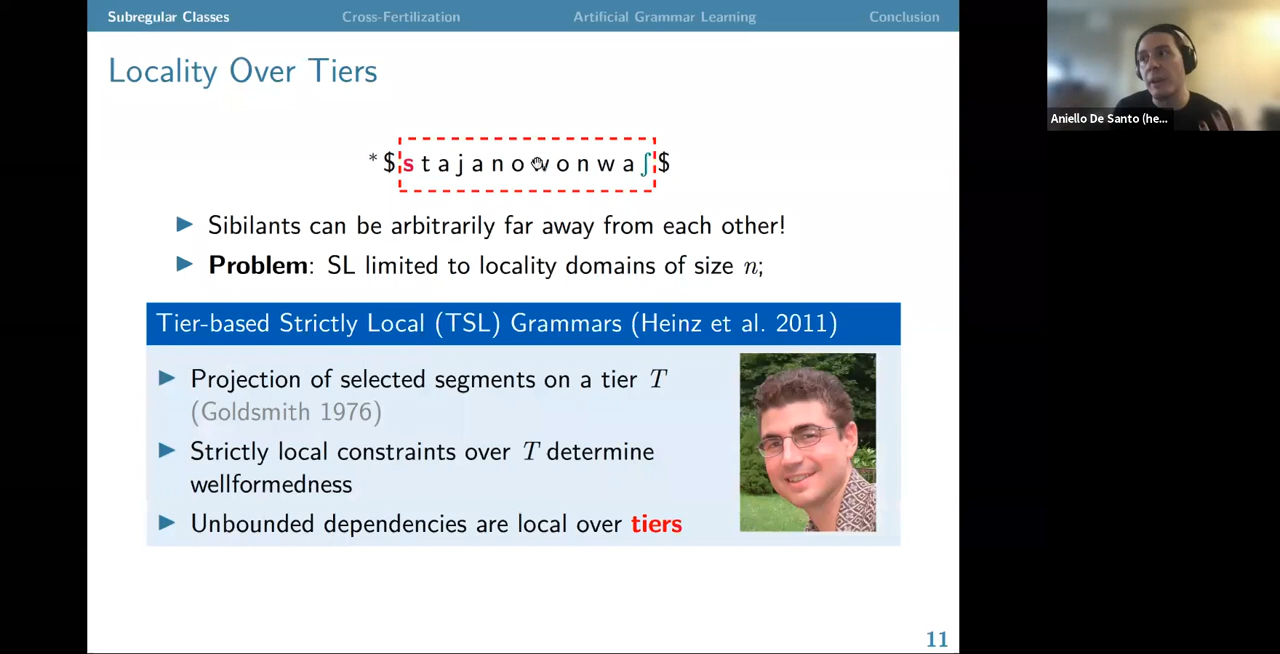 Subregular Classes Cross-Fertilization Artificial Grammar Learning Conclusion
Locality Over Tiers
*$stajanowonwaʃ$
▶ Sibilants can be arbitrarily far away from each other!
▶ Problem: SL limited to locality domains of size n;
Tier-based Strictly Local (TSL) Grammars (Heinz et al. 2011)
▶ Projection of selected segments on a tier T
(Goldsmith 1976)
▶ Strictly local constraints over T determine
wellformedness
▶ Unbounded dependencies are local over tiers
11
Aniello De Santo (he...